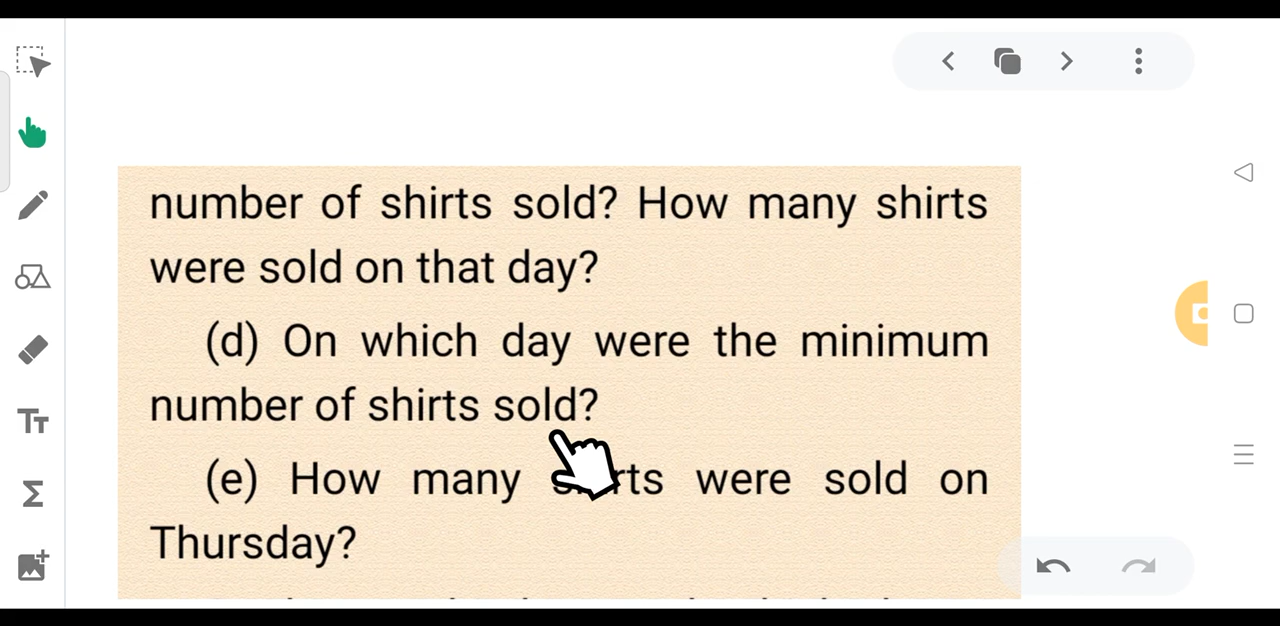 number of shirts sold? How many shirts
were sold on that day?
(d) On which day were the minimum
number of shirts sold?
(e) How many shirts were sold on
Thursday?